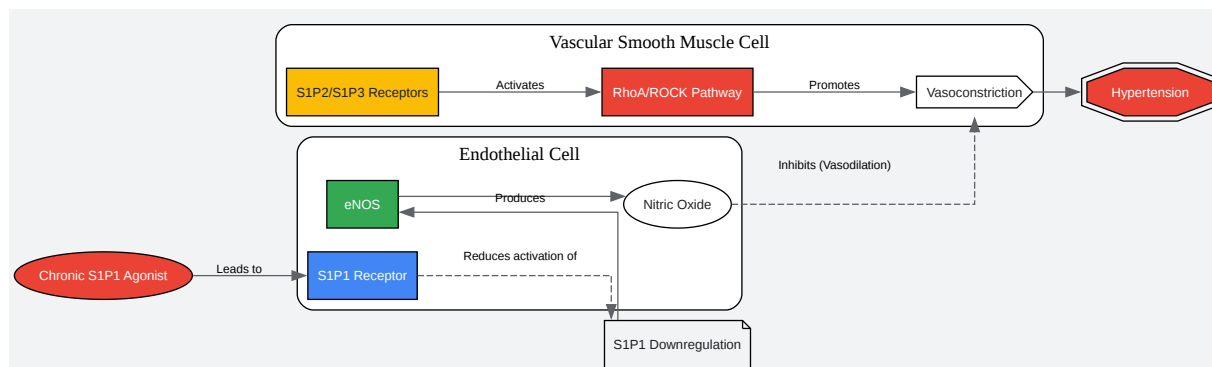 Vascular Smooth Muscle Cell
S1P2/S1P3 Receptors
Activates
RhoA/ROCK Pathway
Promotes
Vasoconstriction
Hypertension
Endothelial Cell
Inhibits (Vasodilation)
eNOS
Produces
Nitric Oxide
Chronic S1P1 Agonist
Leads to
S1P1 Receptor
Reduces activation of
S1P1 Downregulation